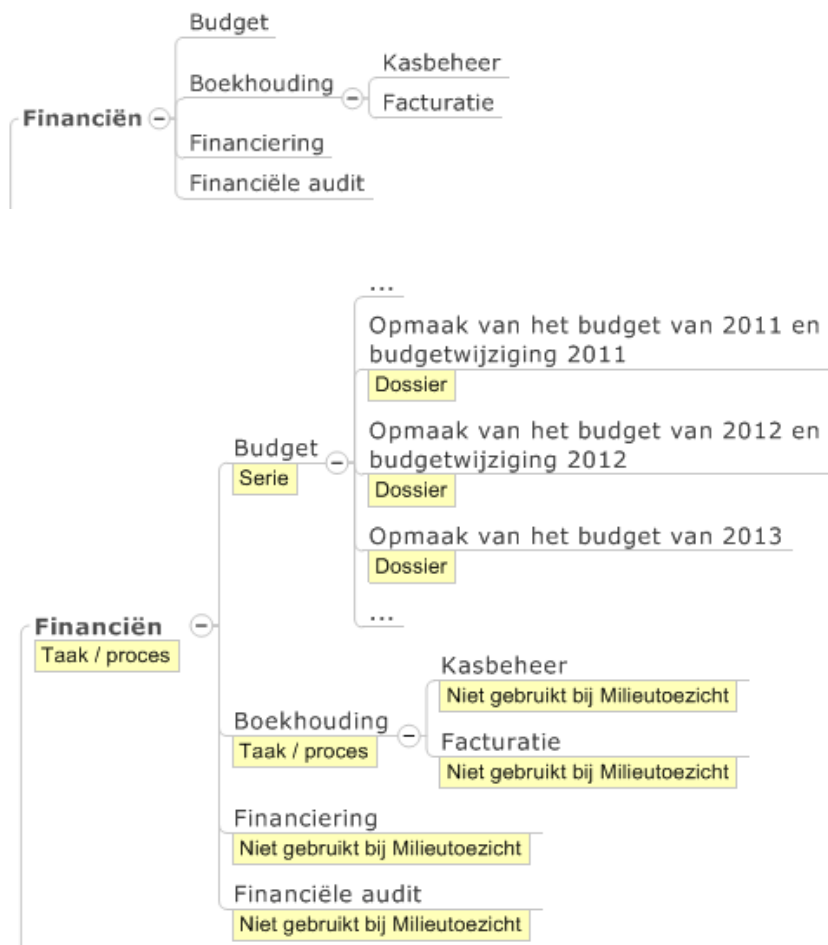 Budget
Boekhouding
Kasbeheer
Facturatie
Financiën
Financiering
Financiële audit
...
Opmaak van het budget van 2011 en
budgetwijziging 2011
Dossier
Budget
Serie
Opmaak van het budget van 2012 en
budgetwijziging 2012
Dossier
Opmaak van het budget van 2013
Dossier
...
Financiën
Taak / proces
Boekhouding
Taak / proces
Kasbeheer
Niet gebruikt bij Milieutoezicht
Facturatie
Niet gebruikt bij Milieutoezicht
Financiering
Niet gebruikt bij Milieutoezicht
Financiële audit
Niet gebruikt bij Milieutoezicht